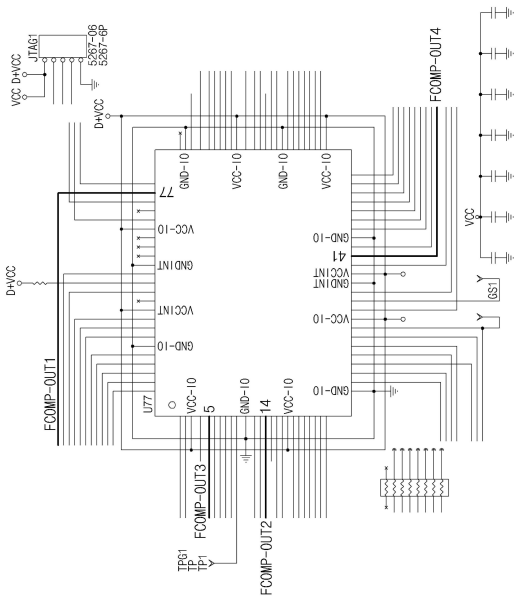 JTAG1
5267-06
5267-6P
VCC
D+VCC
D+VCC
FCOMP-OUT4
GND-IO
VCC-IO
GND-IO
VCC-IO
77
VCC-IO
GNDINT
VCCINT
GND-IO
GND-IO
41
VCCINT
GNDINT
VCC-IO
GND-IO
VCC
GS1
D+VCC
FCOMP-OUT1
U77
VCC-IO
5
GND-IO
14
VCC-IO
FCOMP-OUT3
FCOMP-OUT2
TPG1
TP
TP1